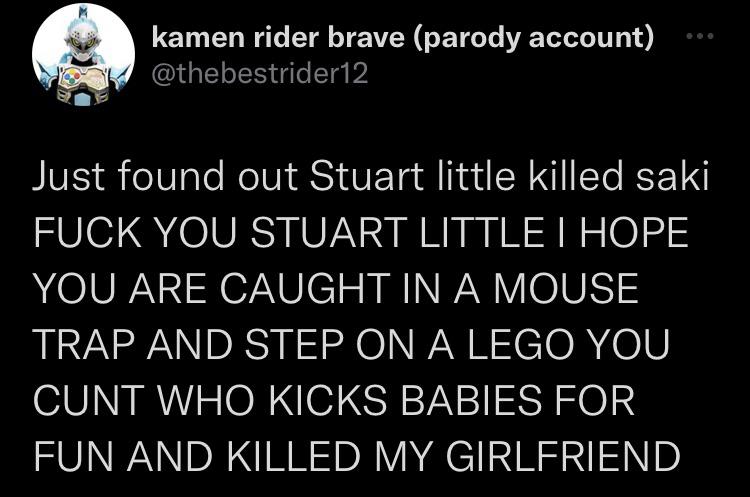 kamen rider brave (parody account)
@thebestrider12
Just found out Stuart little killed saki
FUCK YOU STUART LITTLE I HOPE
YOU ARE CAUGHT IN A MOUSE
TRAP AND STEP ON A LEGO YOU
CUNT WHO KICKS BABIES FOR
FUN AND KILLED MY GIRLFRIEND